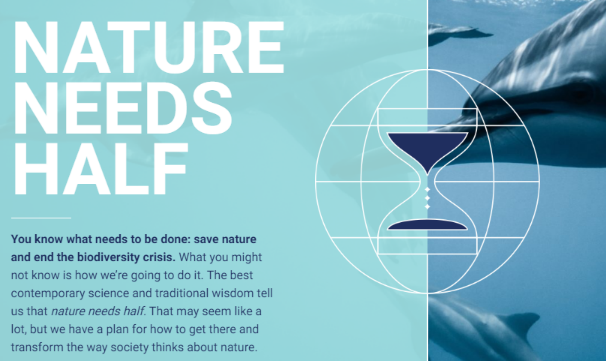 NATURE
NEEDS
HALF
You know what needs to be done: save nature
and end the biodiversity crisis. What you might
not know is how we're going to do it. The best
contemporary science and traditional wisdom tell
us that nature needs half. That may seem like a
lot, but we have a plan for how to get there and
transform the way society thinks about nature.